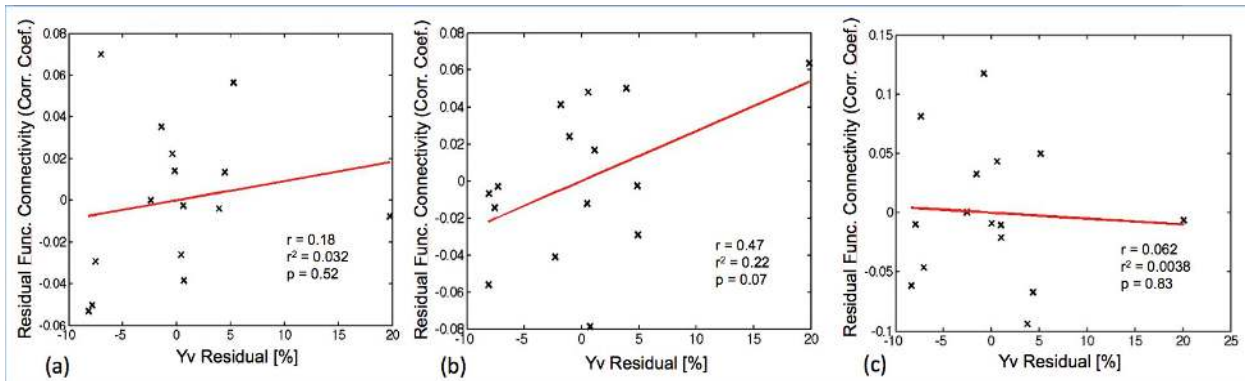 Residual Func. Connectivity (Corr. Coef.)
0.08
0.06
0.04
0.02
0
-0.02
-0.04
-0.06
-10
-5
0
5
10
15
20
r = 0.18
r² = 0.032
p = 0.52
(a)
Yv Residual [%]
Residual Func. Connectivity (Corr. Coef.)
0.08
0.06
0.04
0.02
0
-0.02
-0.04
-0.06
-0.08
-10
-5
0
5
10
15
20
r = 0.47
r² = 0.22
p = 0.07
(b)
Yv Residual [%]
Residual Func. Connectivity (Corr. Coef.)
0.15
0.1
0.05
0
-0.05
-0.1
-10
-5
0
5
10
15
20
25
r = 0.062
r² = 0.0038
p = 0.83
(c)
Yv Residual [%]